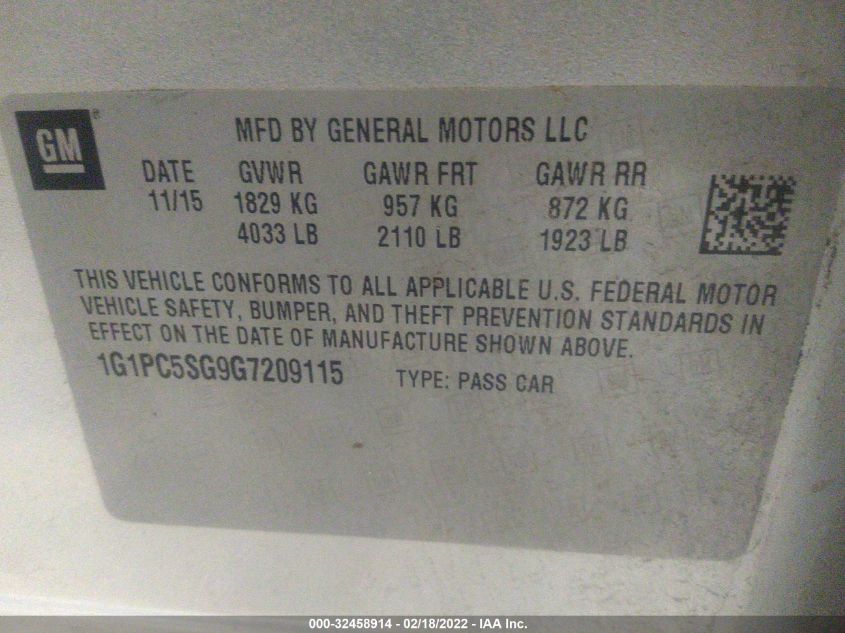 GM®
MFD BY GENERAL MOTORS LLC
DATE GVWR GAWR FRT GAWR RR
11/15 1829 KG 957 KG 872 KG
4033 LB 2110 LB 1923 LB
THIS VEHICLE CONFORMS TO ALL APPLICABLE U.S. FEDERAL MOTOR
VEHICLE SAFETY, BUMPER, AND THEFT PREVENTION STANDARDS IN
EFFECT ON THE DATE OF MANUFACTURE SHOWN ABOVE.
1G1PC5SG9G7209115 TYPE: PASS CAR
000-32458914 - 02/18/2022 - IAA Inc.